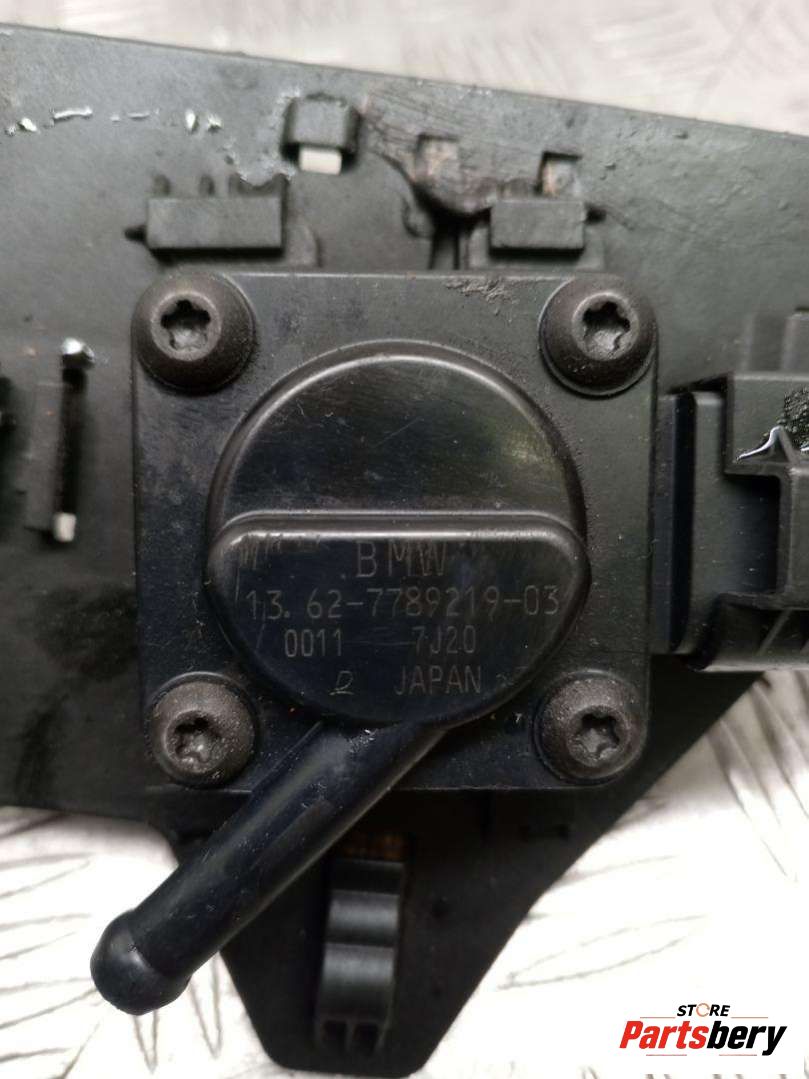 BMW
13.62-7789219-03
0011 7J20
D JAPAN
STORE
Partsbery